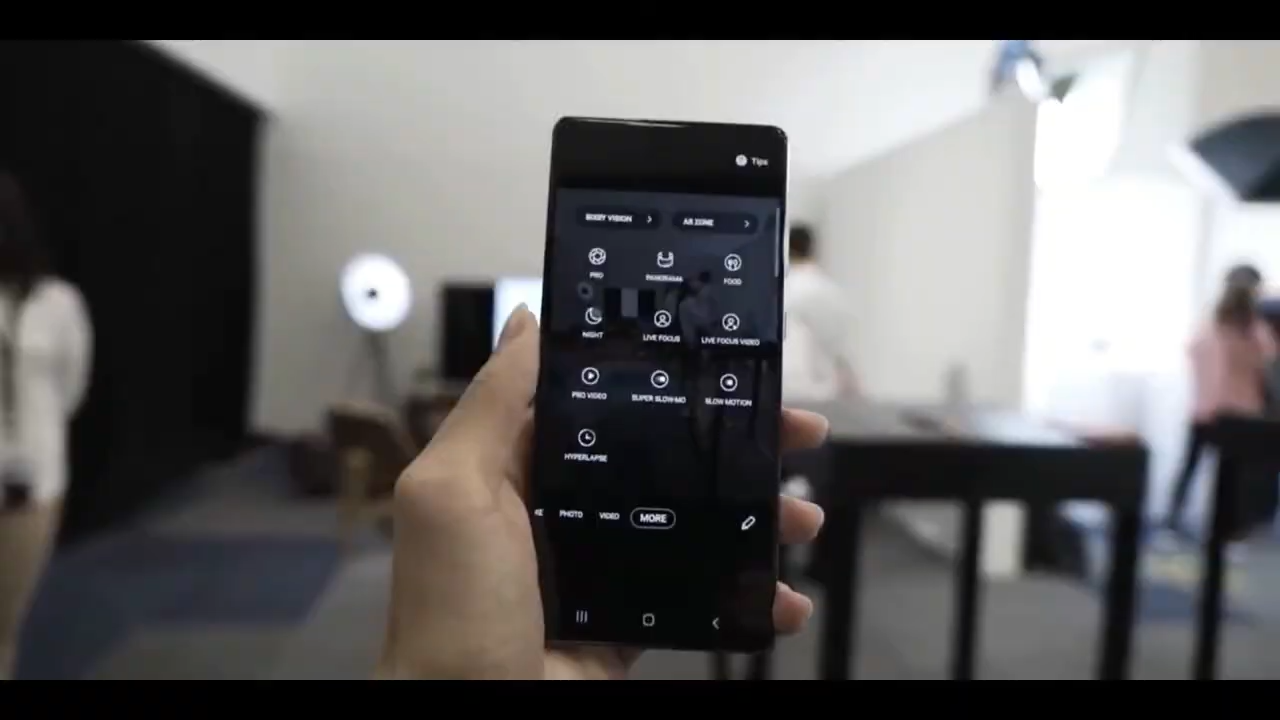 Tips
BIXBY VISION > AR ZONE >
PRO PANORAMA FOOD
NIGHT LIVE FOCUS LIVE FOCUS VIDEO
PRO VIDEO SUPER SLOW-MO SLOW MOTION
HYPERLAPSE
PHOTO VIDEO MORE